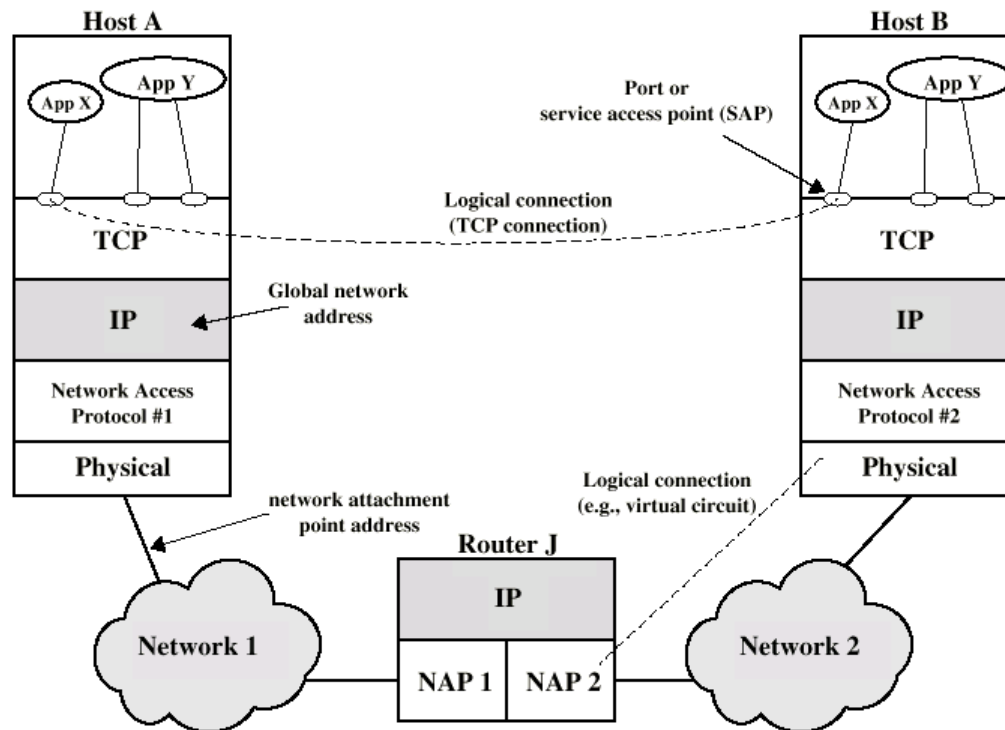 Host A
Host B
App X
App Y
Port or
service access point (SAP)
App X
App Y
Logical connection
(TCP connection)
TCP
TCP
Global network
address
IP
IP
Network Access
Protocol #1
Network Access
Protocol #2
Physical
Physical
network attachment
point address
Logical connection
(e.g., virtual circuit)
Router J
IP
Network 1
NAP 1
NAP 2
Network 2